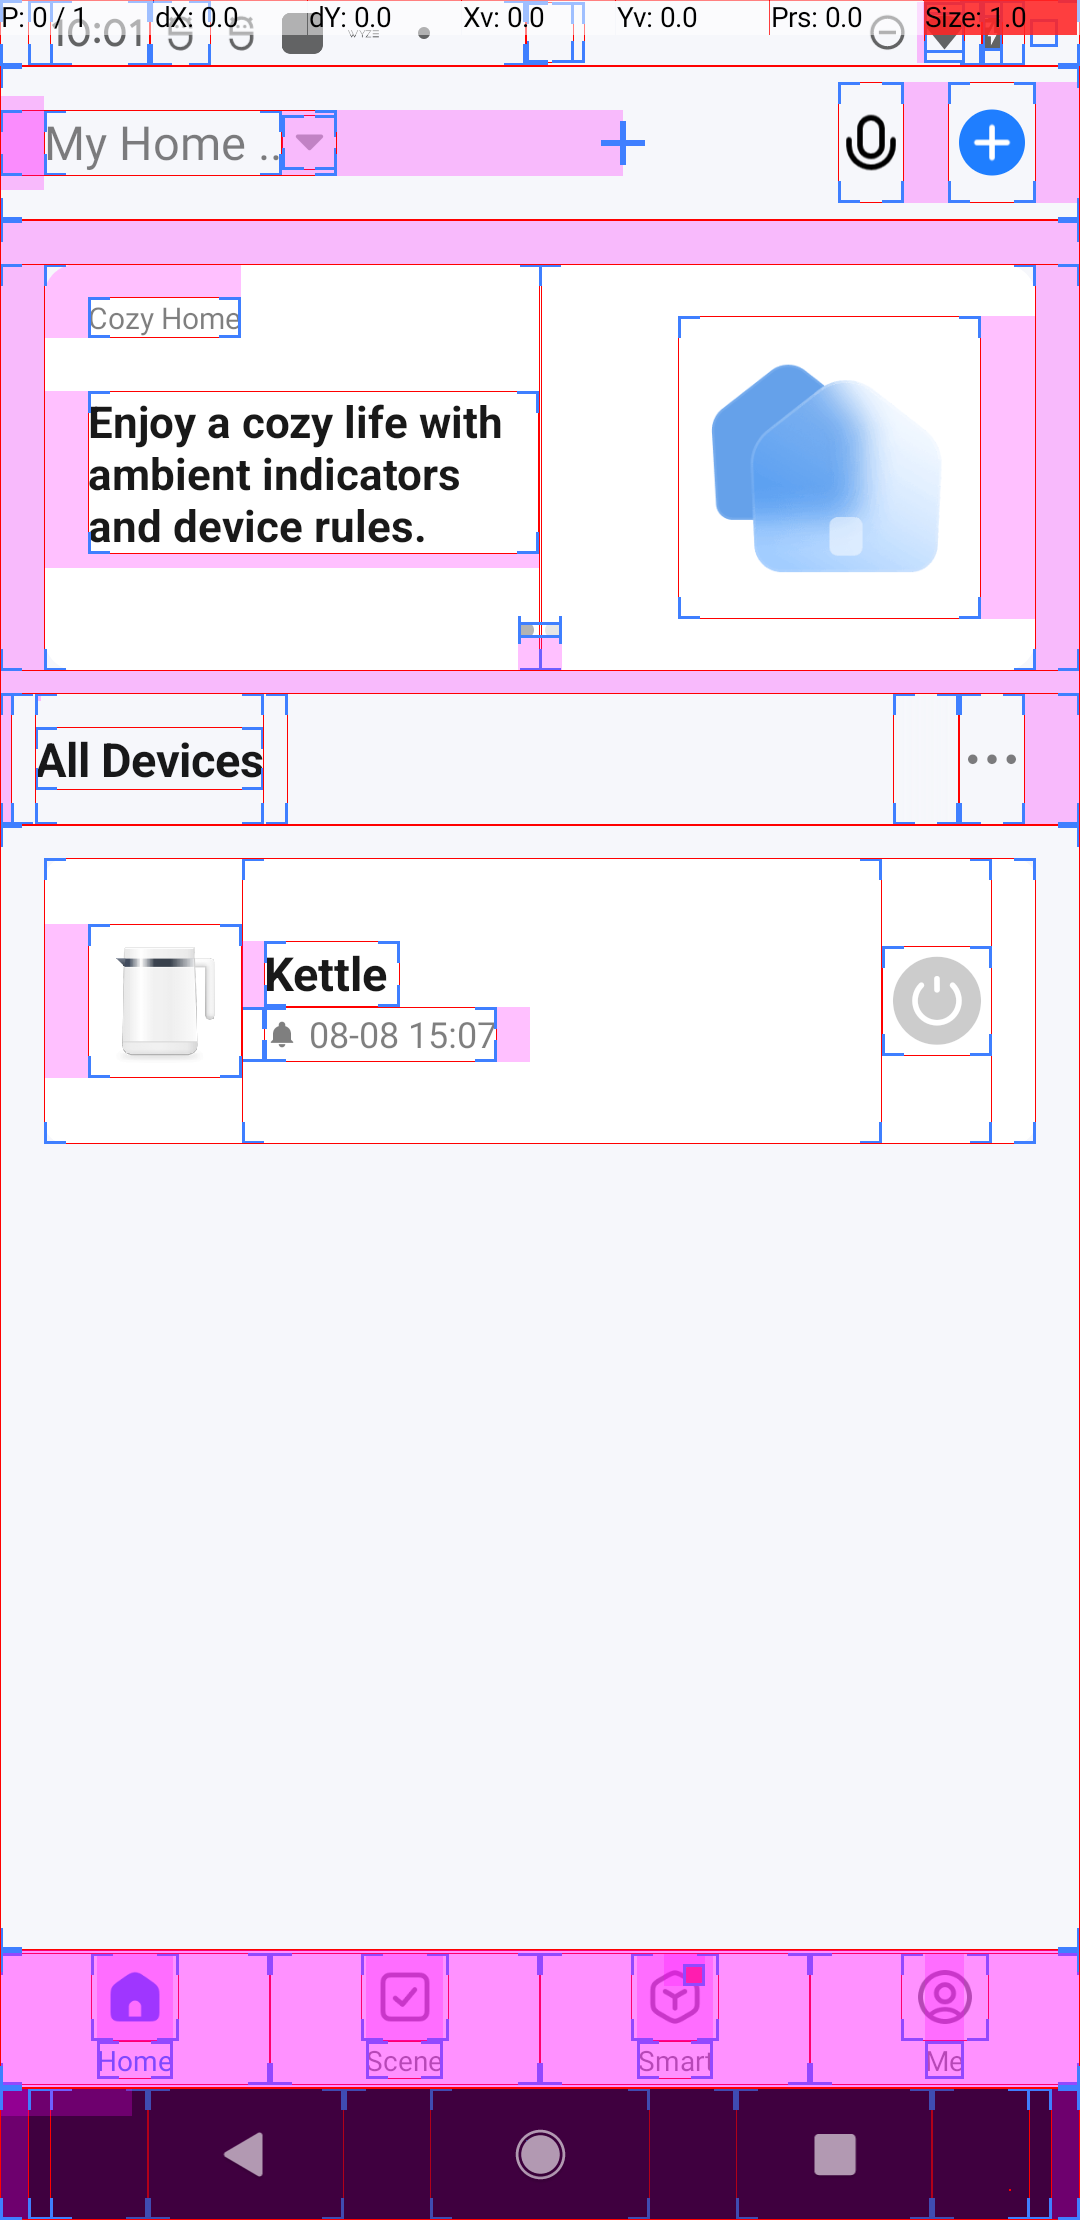 P: 0 / 1 dX: 0.0 dY: 0.0 Xv: 0.0 Yv: 0.0 Prs: 0.0 Size: 1.0
10:01 WYZE
My Home ..
Cozy Home
Enjoy a cozy life with
ambient indicators
and device rules.
All Devices
Kettle
08-08 15:07
Home Scene Smart Me